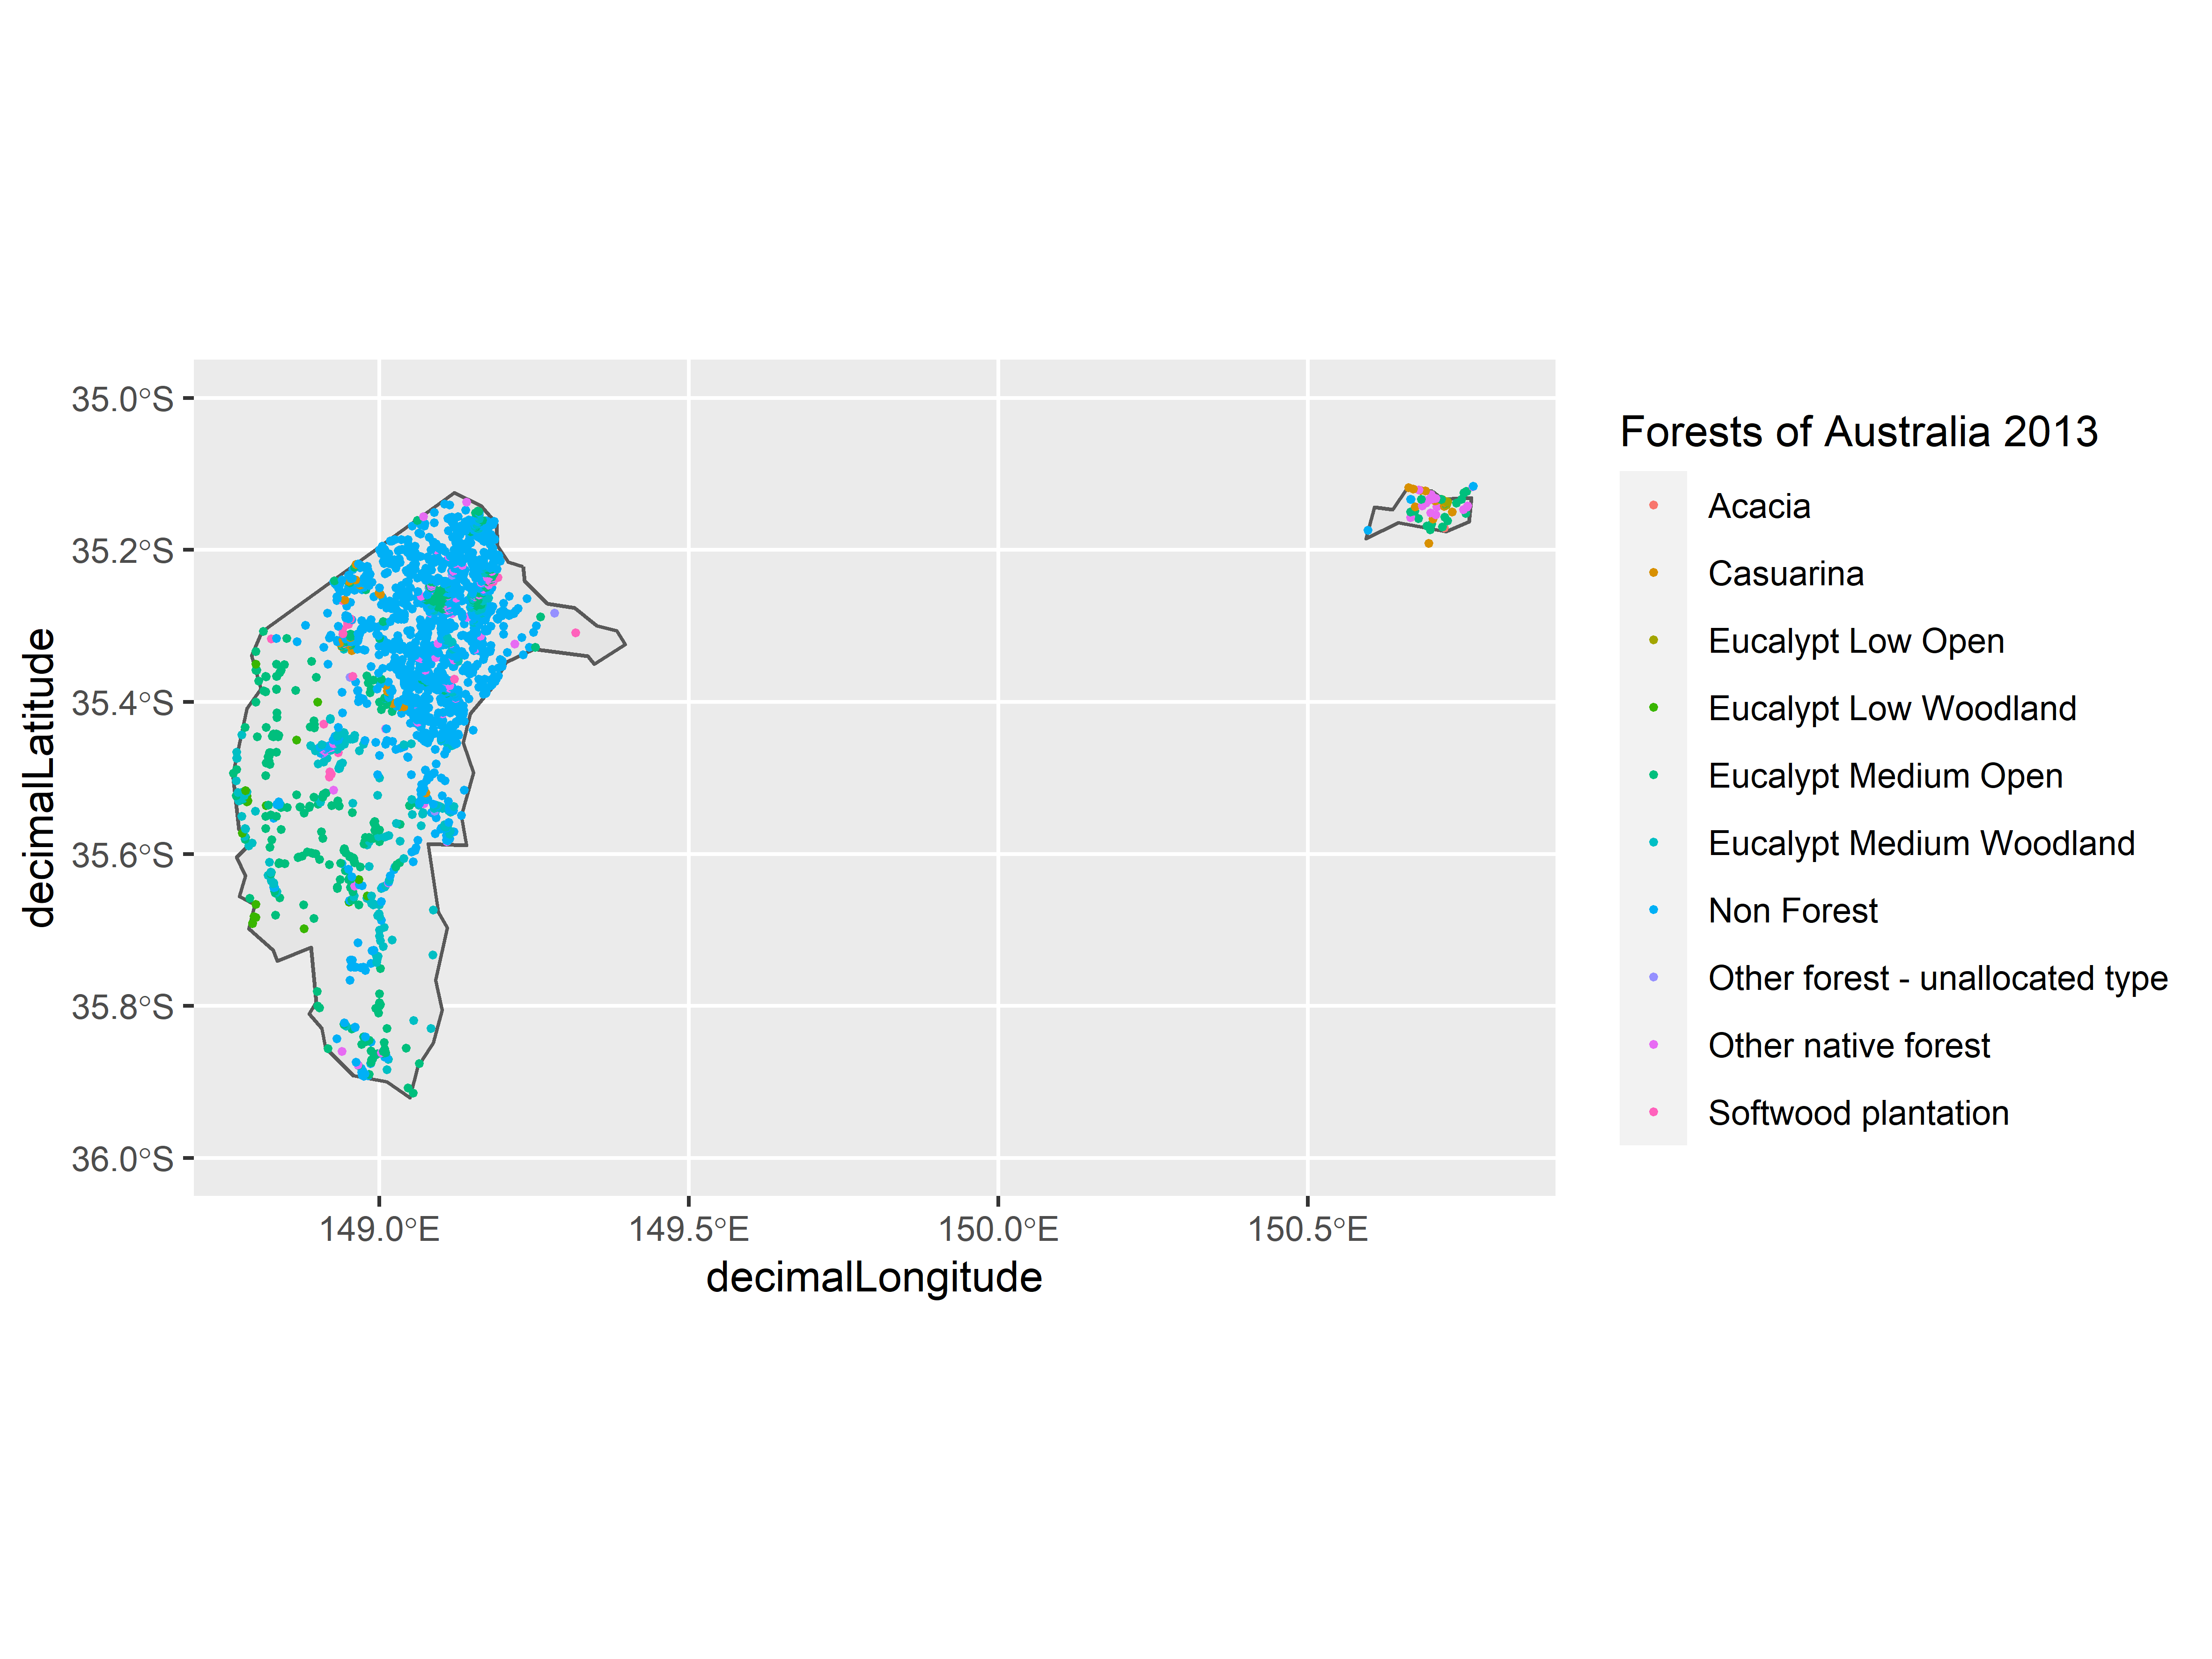 35.0°S
35.2°S
35.4°S
35.6°S
35.8°S
36.0°S
decimalLatitude
149.0°E
149.5°E
150.0°E
150.5°E
decimalLongitude
Forests of Australia 2013
Acacia
Casuarina
Eucalypt Low Open
Eucalypt Low Woodland
Eucalypt Medium Open
Eucalypt Medium Woodland
Non Forest
Other forest - unallocated type
Other native forest
Softwood plantation